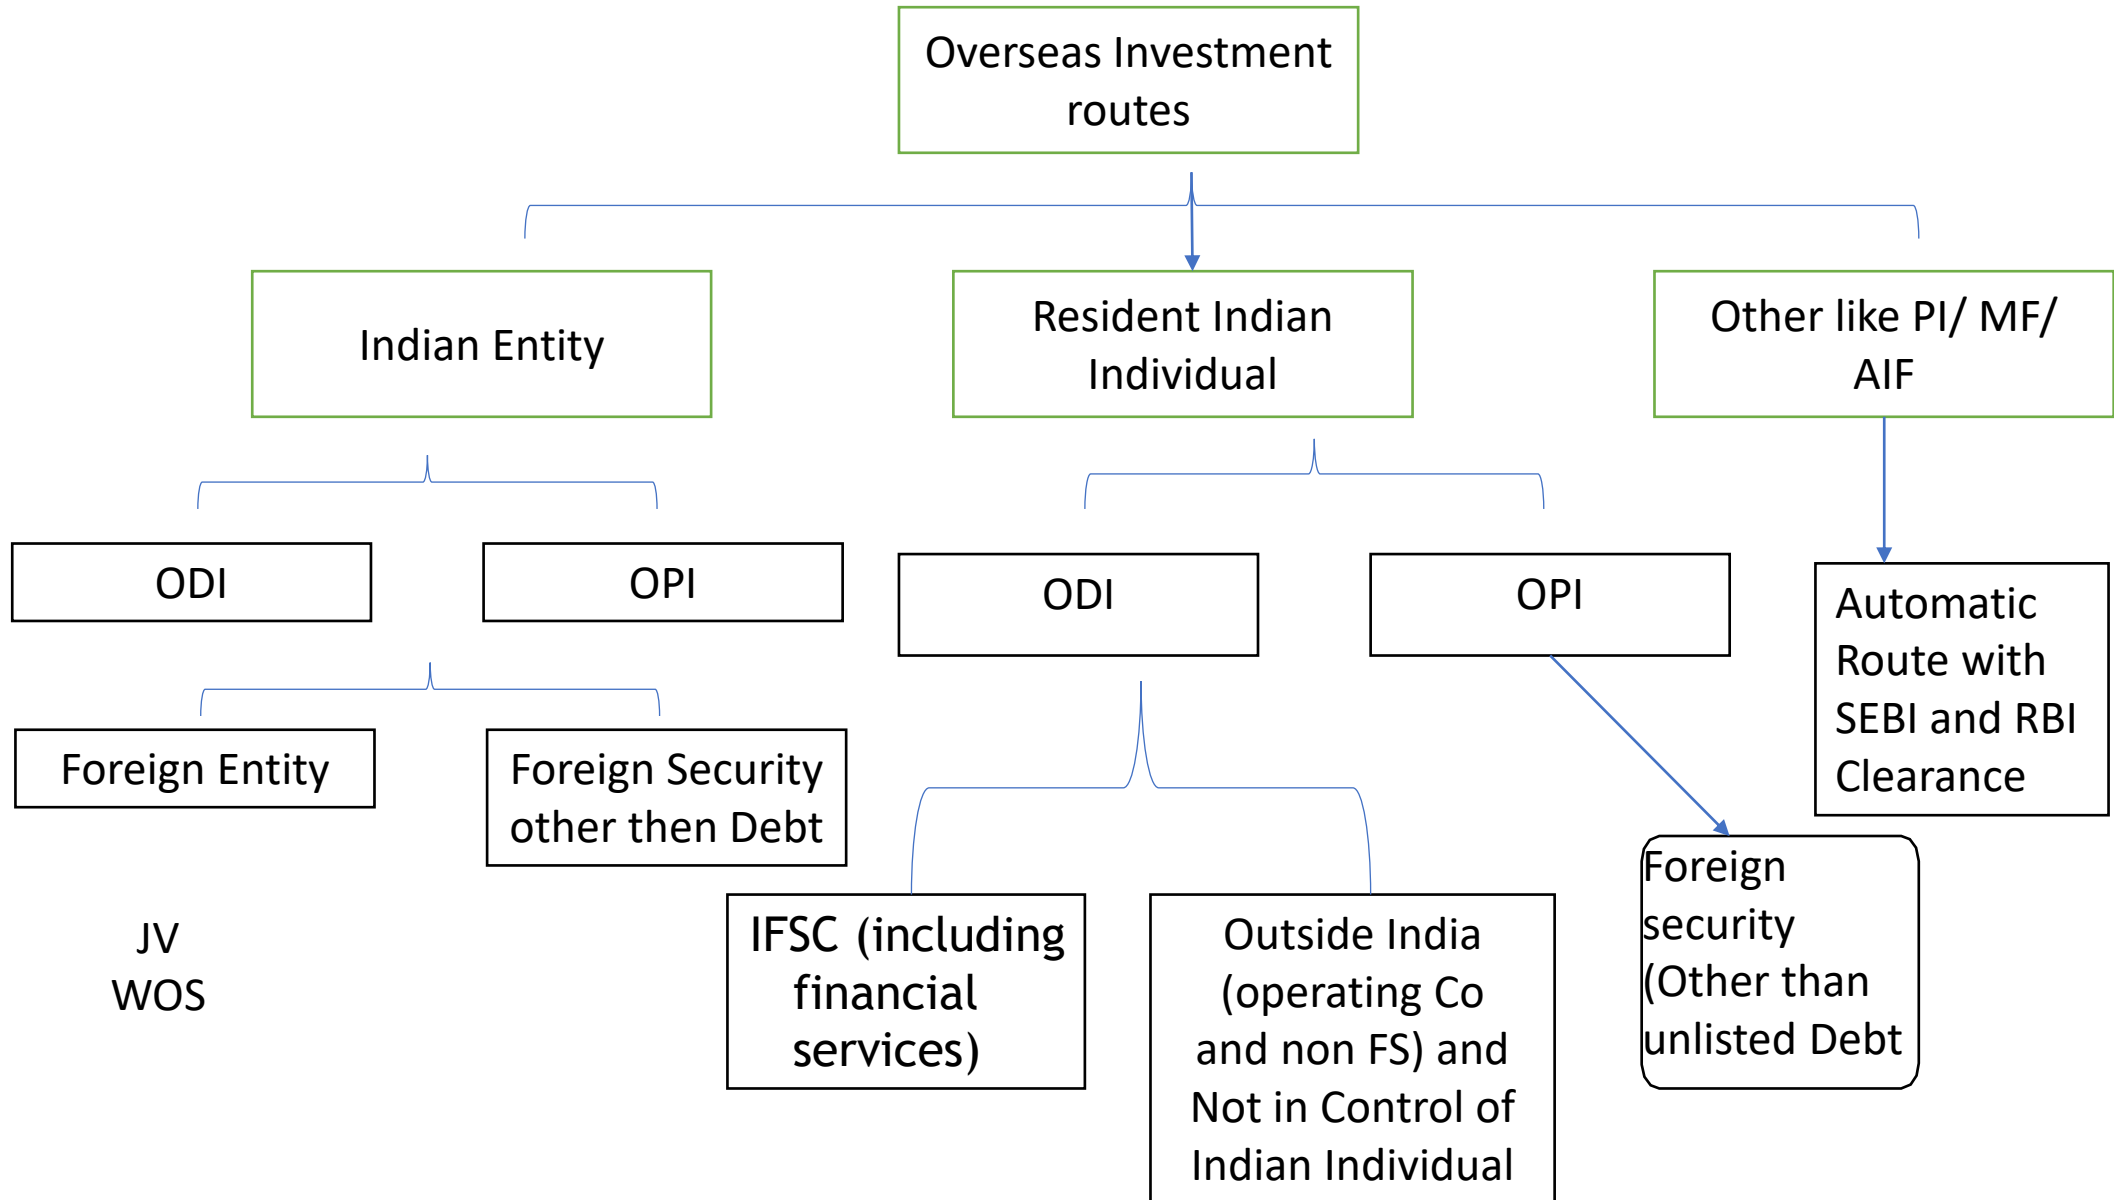 Overseas Investment
routes
Indian Entity
Resident Indian
Individual
Other like PI/ MF/
AIF
ODI
OPI
ODI
OPI
Automatic
Route with
SEBI and RBI
Clearance
Foreign Entity
Foreign Security
other then Debt
JV
WOS
IFSC (including
financial
services)
Outside India
(operating Co
and non FS) and
Not in Control of
Indian Individual
Foreign
security
(Other than
unlisted Debt